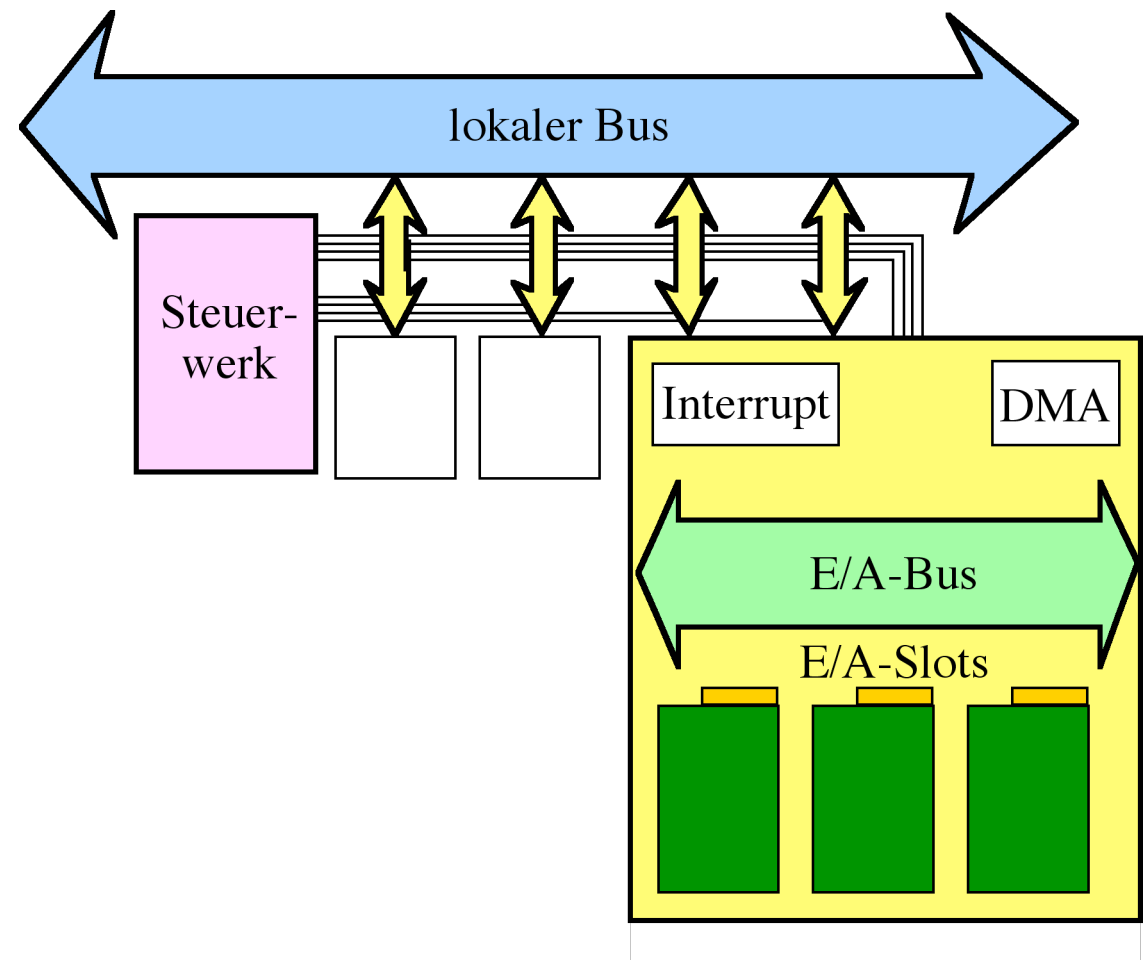 lokaler Bus
Steuer-
werk
Interrupt
DMA
E/A-Bus
E/A-Slots